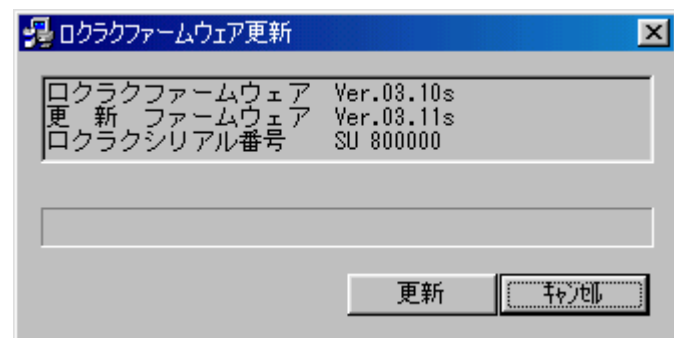 ロクラクファームウェア更新
ロクラクファームウェア Ver.03.10s
更 新 ファームウェア Ver.03.11s
ロクラクシリアル番号 SU 800000
更新
ｷｬﾝｾﾙ